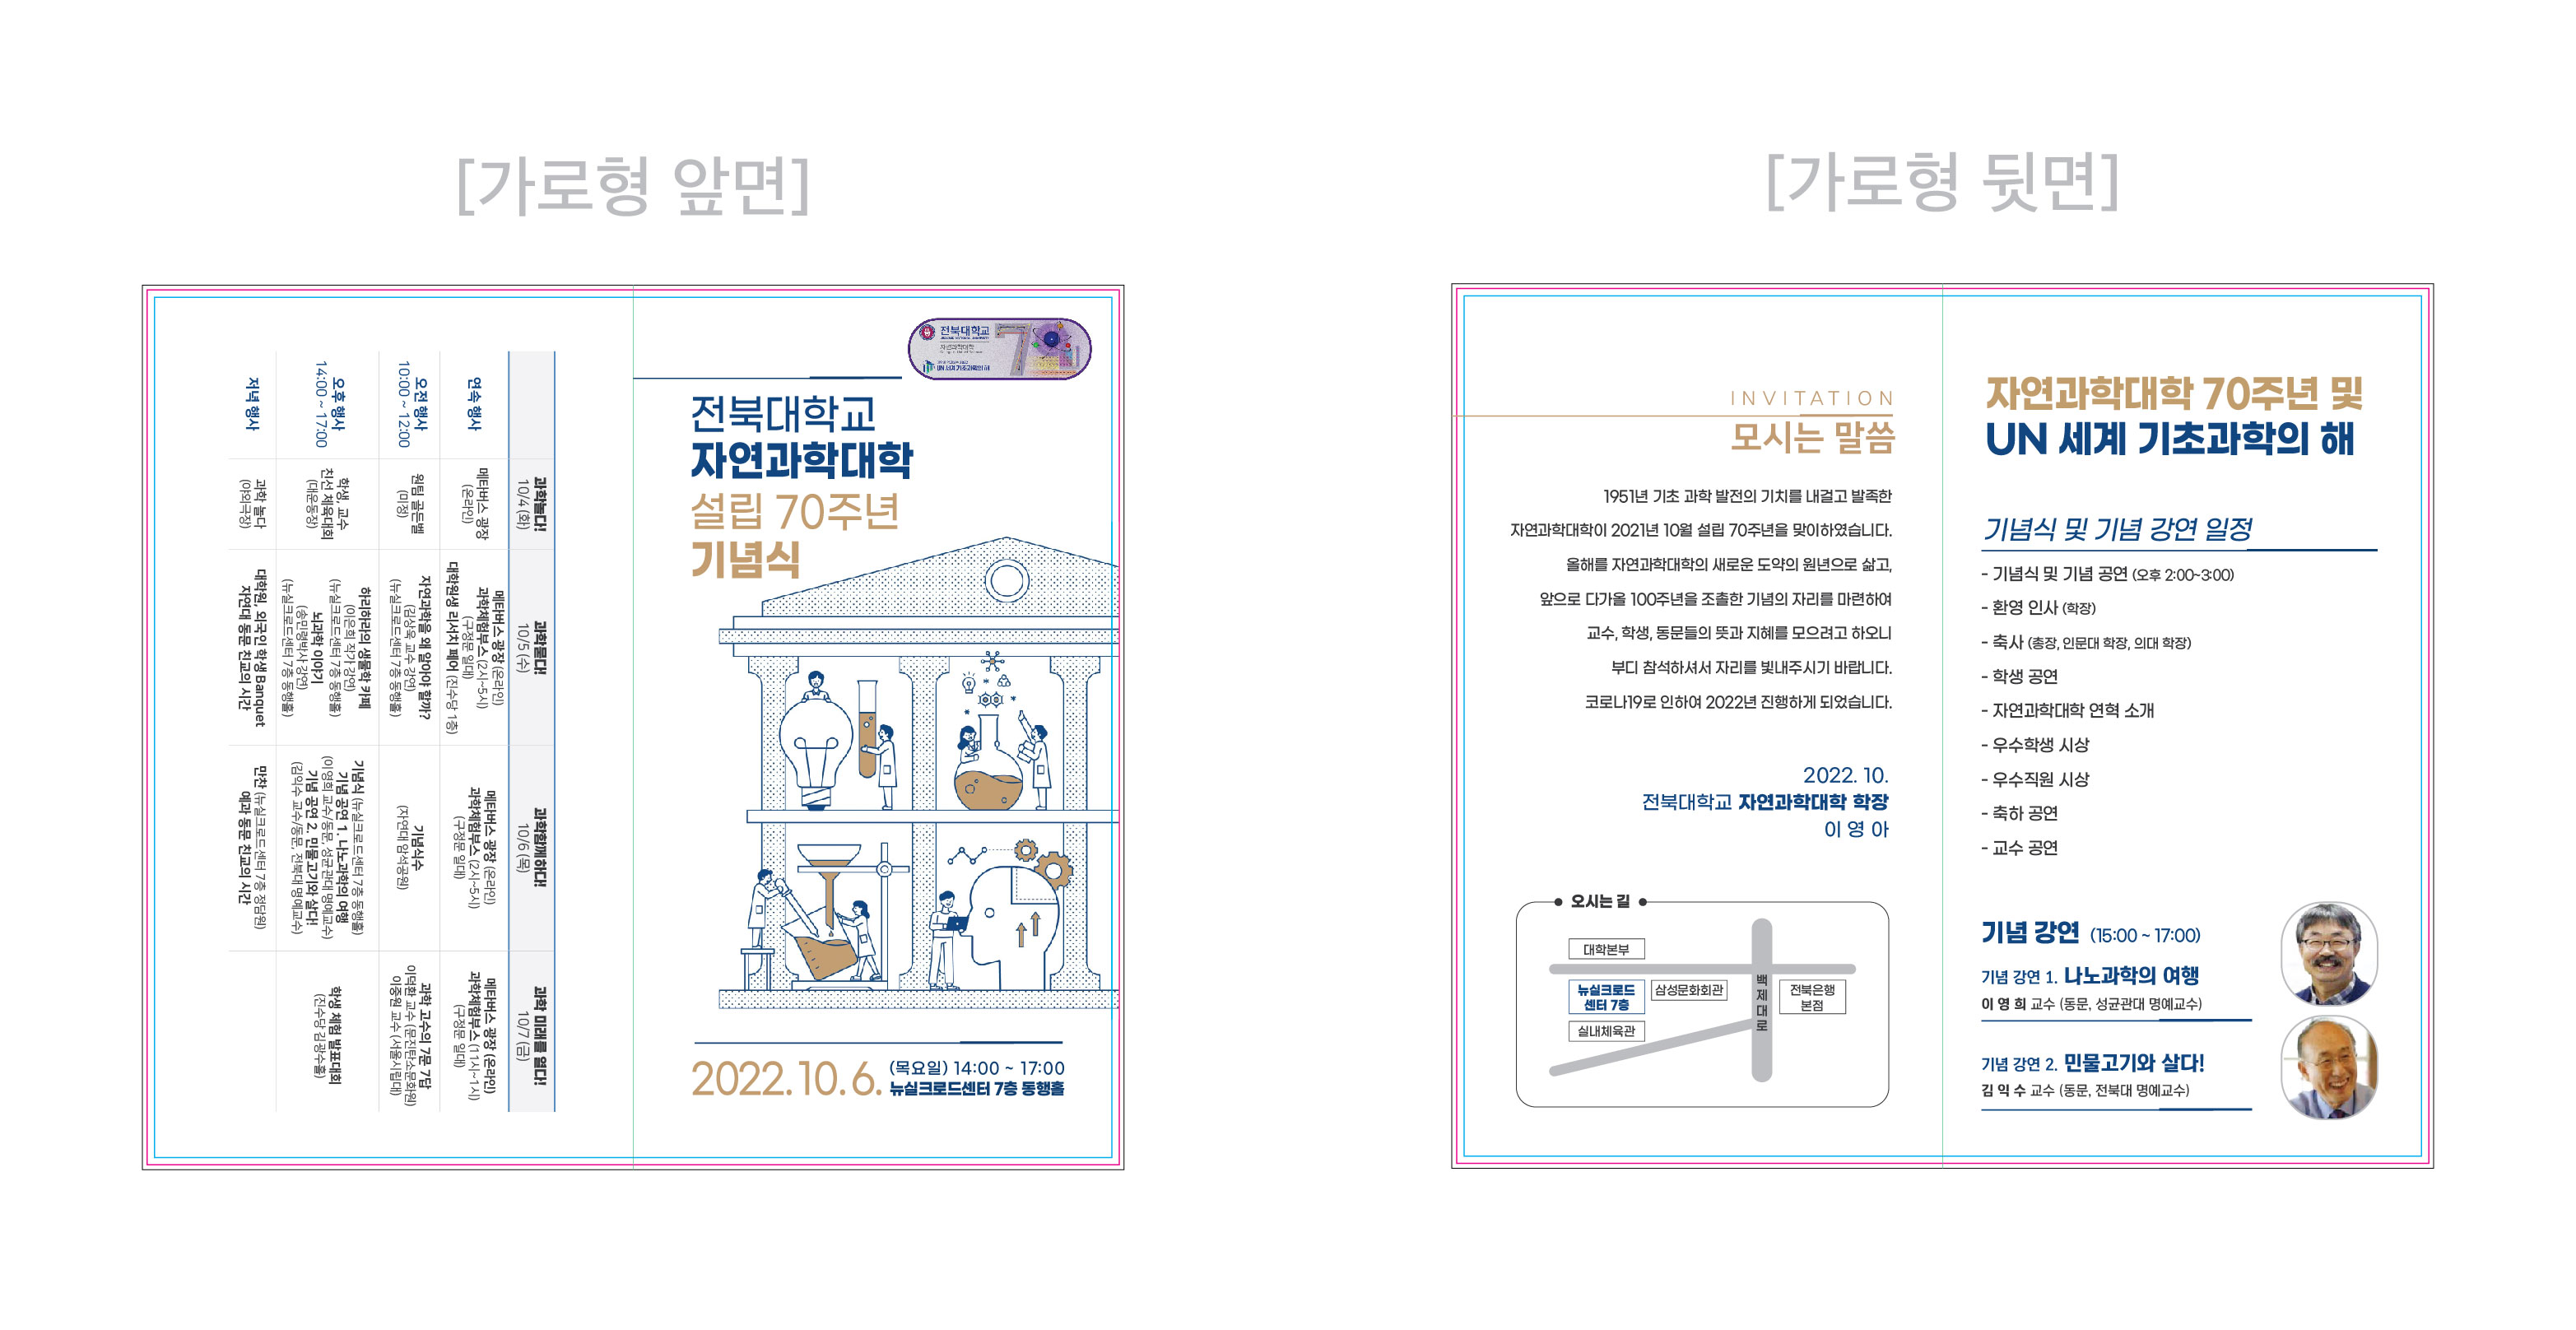 [가로형 앞면]
과학놀다!
10/4 (화)
과학묻다!
10/5 (수)
과학함께하다!
10/6 (목)
과학 미래를 열다!
10/7 (금)
연속 행사
메타버스 광장
(온라인)
메타버스 광장 (온라인)
과학체험부스 (2시~5시)
(구정문 일대)
대학원생 리서치 페어 (진수당 1층)
메타버스 광장 (온라인)
과학체험부스 (2시~5시)
(구정문 일대)
메타버스 광장 (온라인)
과학체험부스 (11시~1시)
(구정문 일대)
오전 행사
10:00 ~ 12:00
원팀 골든벨
(미정)
자연과학을 왜 알아야 할까?
(김상욱 교수 강연)
(뉴실크로드센터 7층 동행홀)
기념식수
(자연대 암석공원)
과학 고수의 7문 7답
이덕환 교수 (문진탄소문화원)
이중원 교수 (서울시립대)
오후 행사
14:00 ~ 17:00
학생, 교수
친선 체육대회
(대운동장)
하리하라의 생물학 카페
(이은희 작가 강연)
(뉴실크로드센터 7층 동행홀)
뇌과학 이야기
(송민령박사 강연)
(뉴실크로드센터 7층 동행홀)
기념식 (뉴실크로드센터 7층 동행홀)
기념 공연 1. 나노과학의 여행
(이영희 교수/동문, 성균관대 명예교수)
기념 공연 2. 민물고기와 살다!
(김익수 교수/동문, 전북대 명예교수)
학생 체험 발표대회
(진수당 김광수홀)
저녁 행사
과학 놀다
(야외극장)
대학원, 외국인 학생 Banquet
자연대 동문 친교의 시간
만찬 (뉴실크로드센터 7층 정담원)
예과 동문 친교의 시간
전북대학교
자연과학대학
UN 세계 기초과학의 해
전북대학교
자연과학대학
설립 70주년
기념식
2022.10.6. (목요일) 14:00 ~ 17:00
뉴실크로드센터 7층 동행홀
[가로형 뒷면]
INVITATION
모시는 말씀
1951년 기초 과학 발전의 기치를 내걸고 발족한
자연과학대학이 2021년 10월 설립 70주년을 맞이하였습니다.
올해를 자연과학대학의 새로운 도약의 원년으로 삶고,
앞으로 다가올 100주년을 조촐한 기념의 자리를 마련하여
교수, 학생, 동문들의 뜻과 지혜를 모으려고 하오니
부디 참석하셔서 자리를 빛내주시기 바랍니다.
코로나19로 인하여 2022년 진행하게 되었습니다.
2022. 10.
전북대학교 자연과학대학 학장
이 영 아
오시는 길
대학본부
뉴실크로드
센터 7층
삼성문화회관
실내체육관
백제대로
전북은행
본점
자연과학대학 70주년 및
UN 세계 기초과학의 해
기념식 및 기념 강연 일정
- 기념식 및 기념 공연 (오후 2:00~3:00)
- 환영 인사 (학장)
- 축사 (총장, 인문대 학장, 의대 학장)
- 학생 공연
- 자연과학대학 연혁 소개
- 우수학생 시상
- 우수직원 시상
- 축하 공연
- 교수 공연
기념 강연 (15:00 ~ 17:00)
기념 강연 1. 나노과학의 여행
이 영 희 교수 (동문, 성균관대 명예교수)
기념 강연 2. 민물고기와 살다!
김 익 수 교수 (동문, 전북대 명예교수)